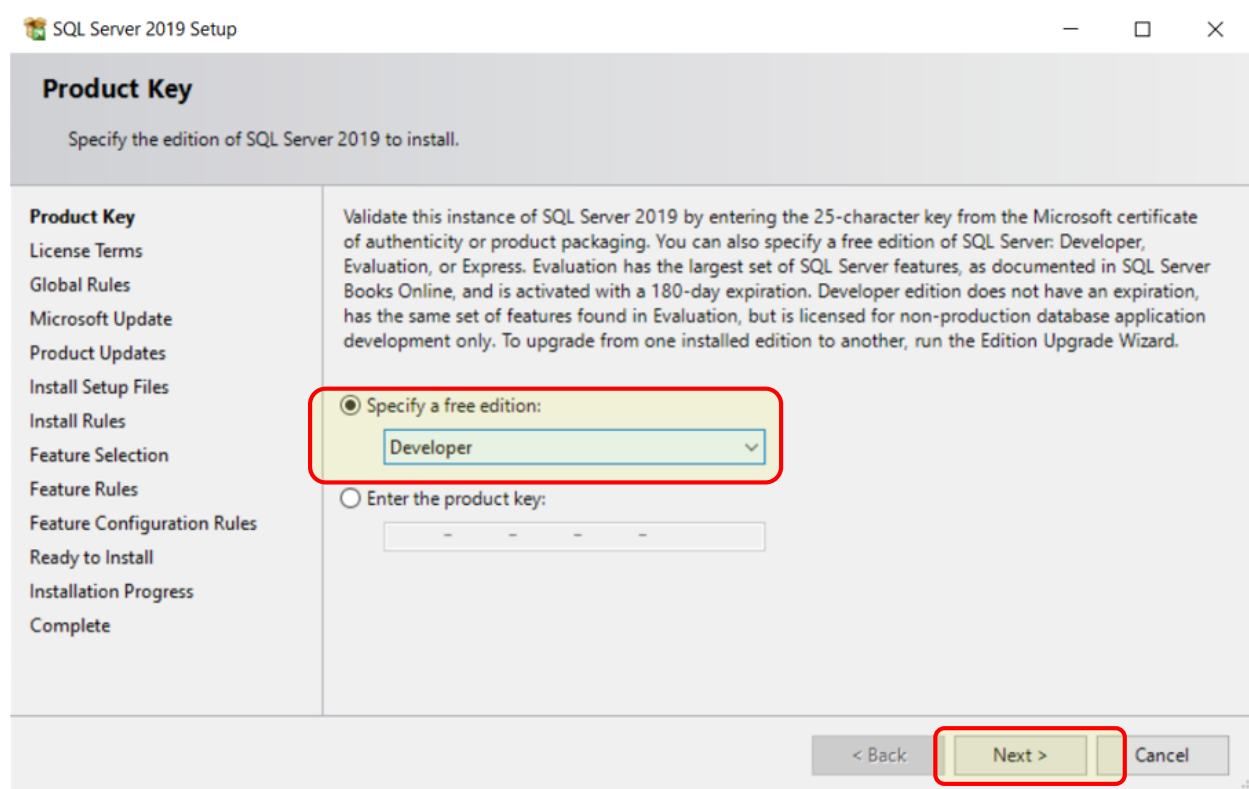 SQL Server 2019 Setup
Product Key
Specify the edition of SQL Server 2019 to install.
Product Key
License Terms
Global Rules
Microsoft Update
Product Updates
Install Setup Files
Install Rules
Feature Selection
Feature Rules
Feature Configuration Rules
Ready to Install
Installation Progress
Complete
Validate this instance of SQL Server 2019 by entering the 25-character key from the Microsoft certificate
of authenticity or product packaging. You can also specify a free edition of SQL Server: Developer,
Evaluation, or Express. Evaluation has the largest set of SQL Server features, as documented in SQL Server
Books Online, and is activated with a 180-day expiration. Developer edition does not have an expiration,
has the same set of features found in Evaluation, but is licensed for non-production database application
development only. To upgrade from one installed edition to another, run the Edition Upgrade Wizard.
Specify a free edition:
Developer
Enter the product key:
- - - -
< Back
Next >
Cancel